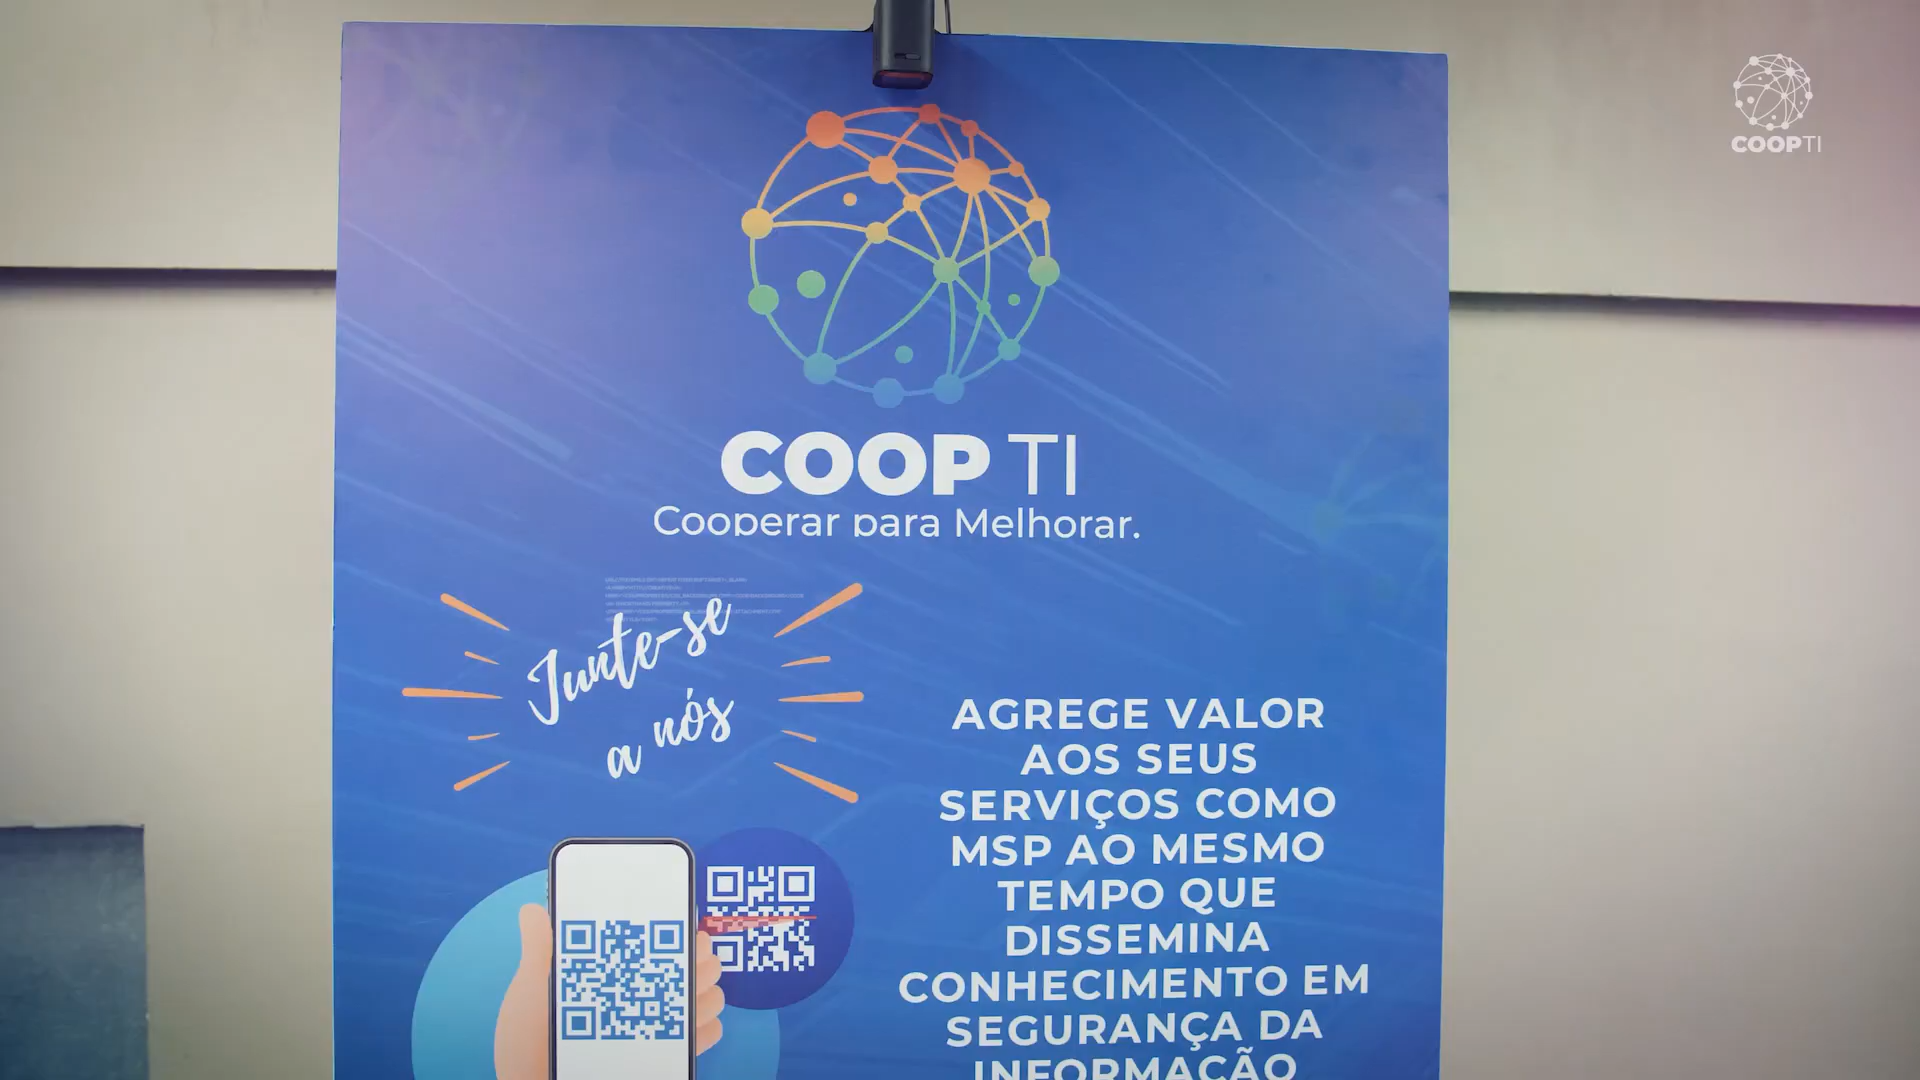 COOPTI
COOP TI
Cooperar para Melhorar.
Junte-se
a nós
AGREGE VALOR
AOS SEUS
SERVIÇOS COMO
MSP AO MESMO
TEMPO QUE
DISSEMINA
CONHECIMENTO EM
SEGURANÇA DA
INFORMAÇÃO